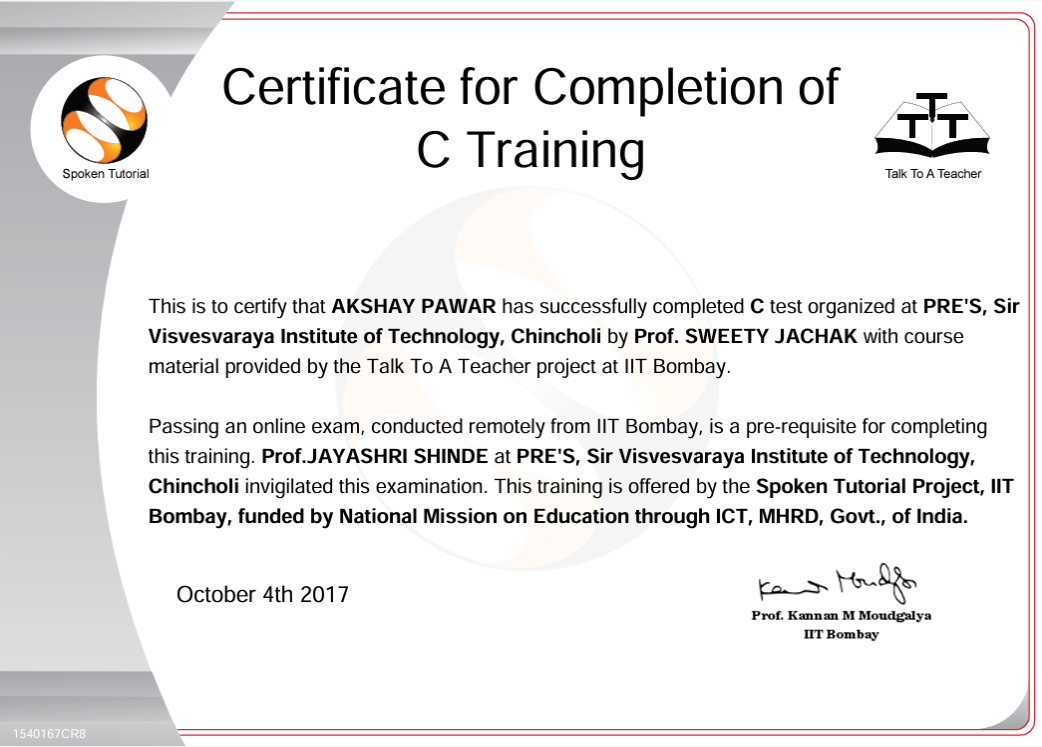 Certificate for Completion of
C Training
Spoken Tutorial
TTT
Talk To A Teacher
This is to certify that AKSHAY PAWAR has successfully completed C test organized at PRE'S, Sir
Visvesvaraya Institute of Technology, Chincholi by Prof. SWEETY JACHAK with course
material provided by the Talk To A Teacher project at IIT Bombay.
Passing an online exam, conducted remotely from IIT Bombay, is a pre-requisite for completing
this training. Prof.JAYASHRI SHINDE at PRE'S, Sir Visvesvaraya Institute of Technology,
Chincholi invigilated this examination. This training is offered by the Spoken Tutorial Project, IIT
Bombay, funded by National Mission on Education through ICT, MHRD, Govt., of India.
October 4th 2017
Prof. Kannan M Moudgalya
IIT Bombay
1540167CR8